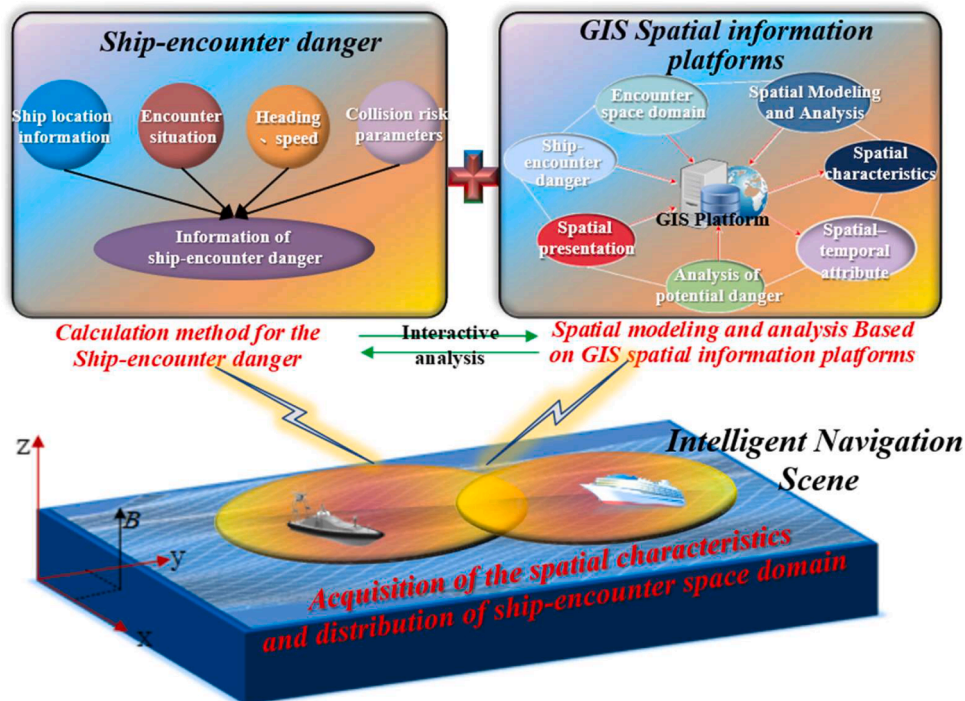 Ship-encounter danger
Ship location
information
Encounter
situation
Heading
、speed
Collision risk
parameters
Information of
ship-encounter danger
GIS Spatial information
platforms
Encounter
space domain
Spatial Modeling
and Analysis
Ship-
encounter
danger
Spatial
characteristics
GIS Platform
Spatial
presentation
Spatial–
temporal
attribute
Analysis of
potential danger
Calculation method for the
Ship-encounter danger
Interactive
analysis
Spatial modeling and analysis Based
on GIS spatial information platforms
Intelligent Navigation
Scene
Z
B
y
x
Acquisition of the spatial characteristics
and distribution of ship-encounter space domain